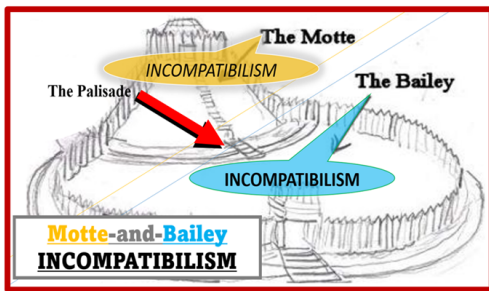 The Motte
INCOMPATIBILISM
The Bailey
The Palisade
INCOMPATIBILISM
Motte-and-Bailey
INCOMPATIBILISM